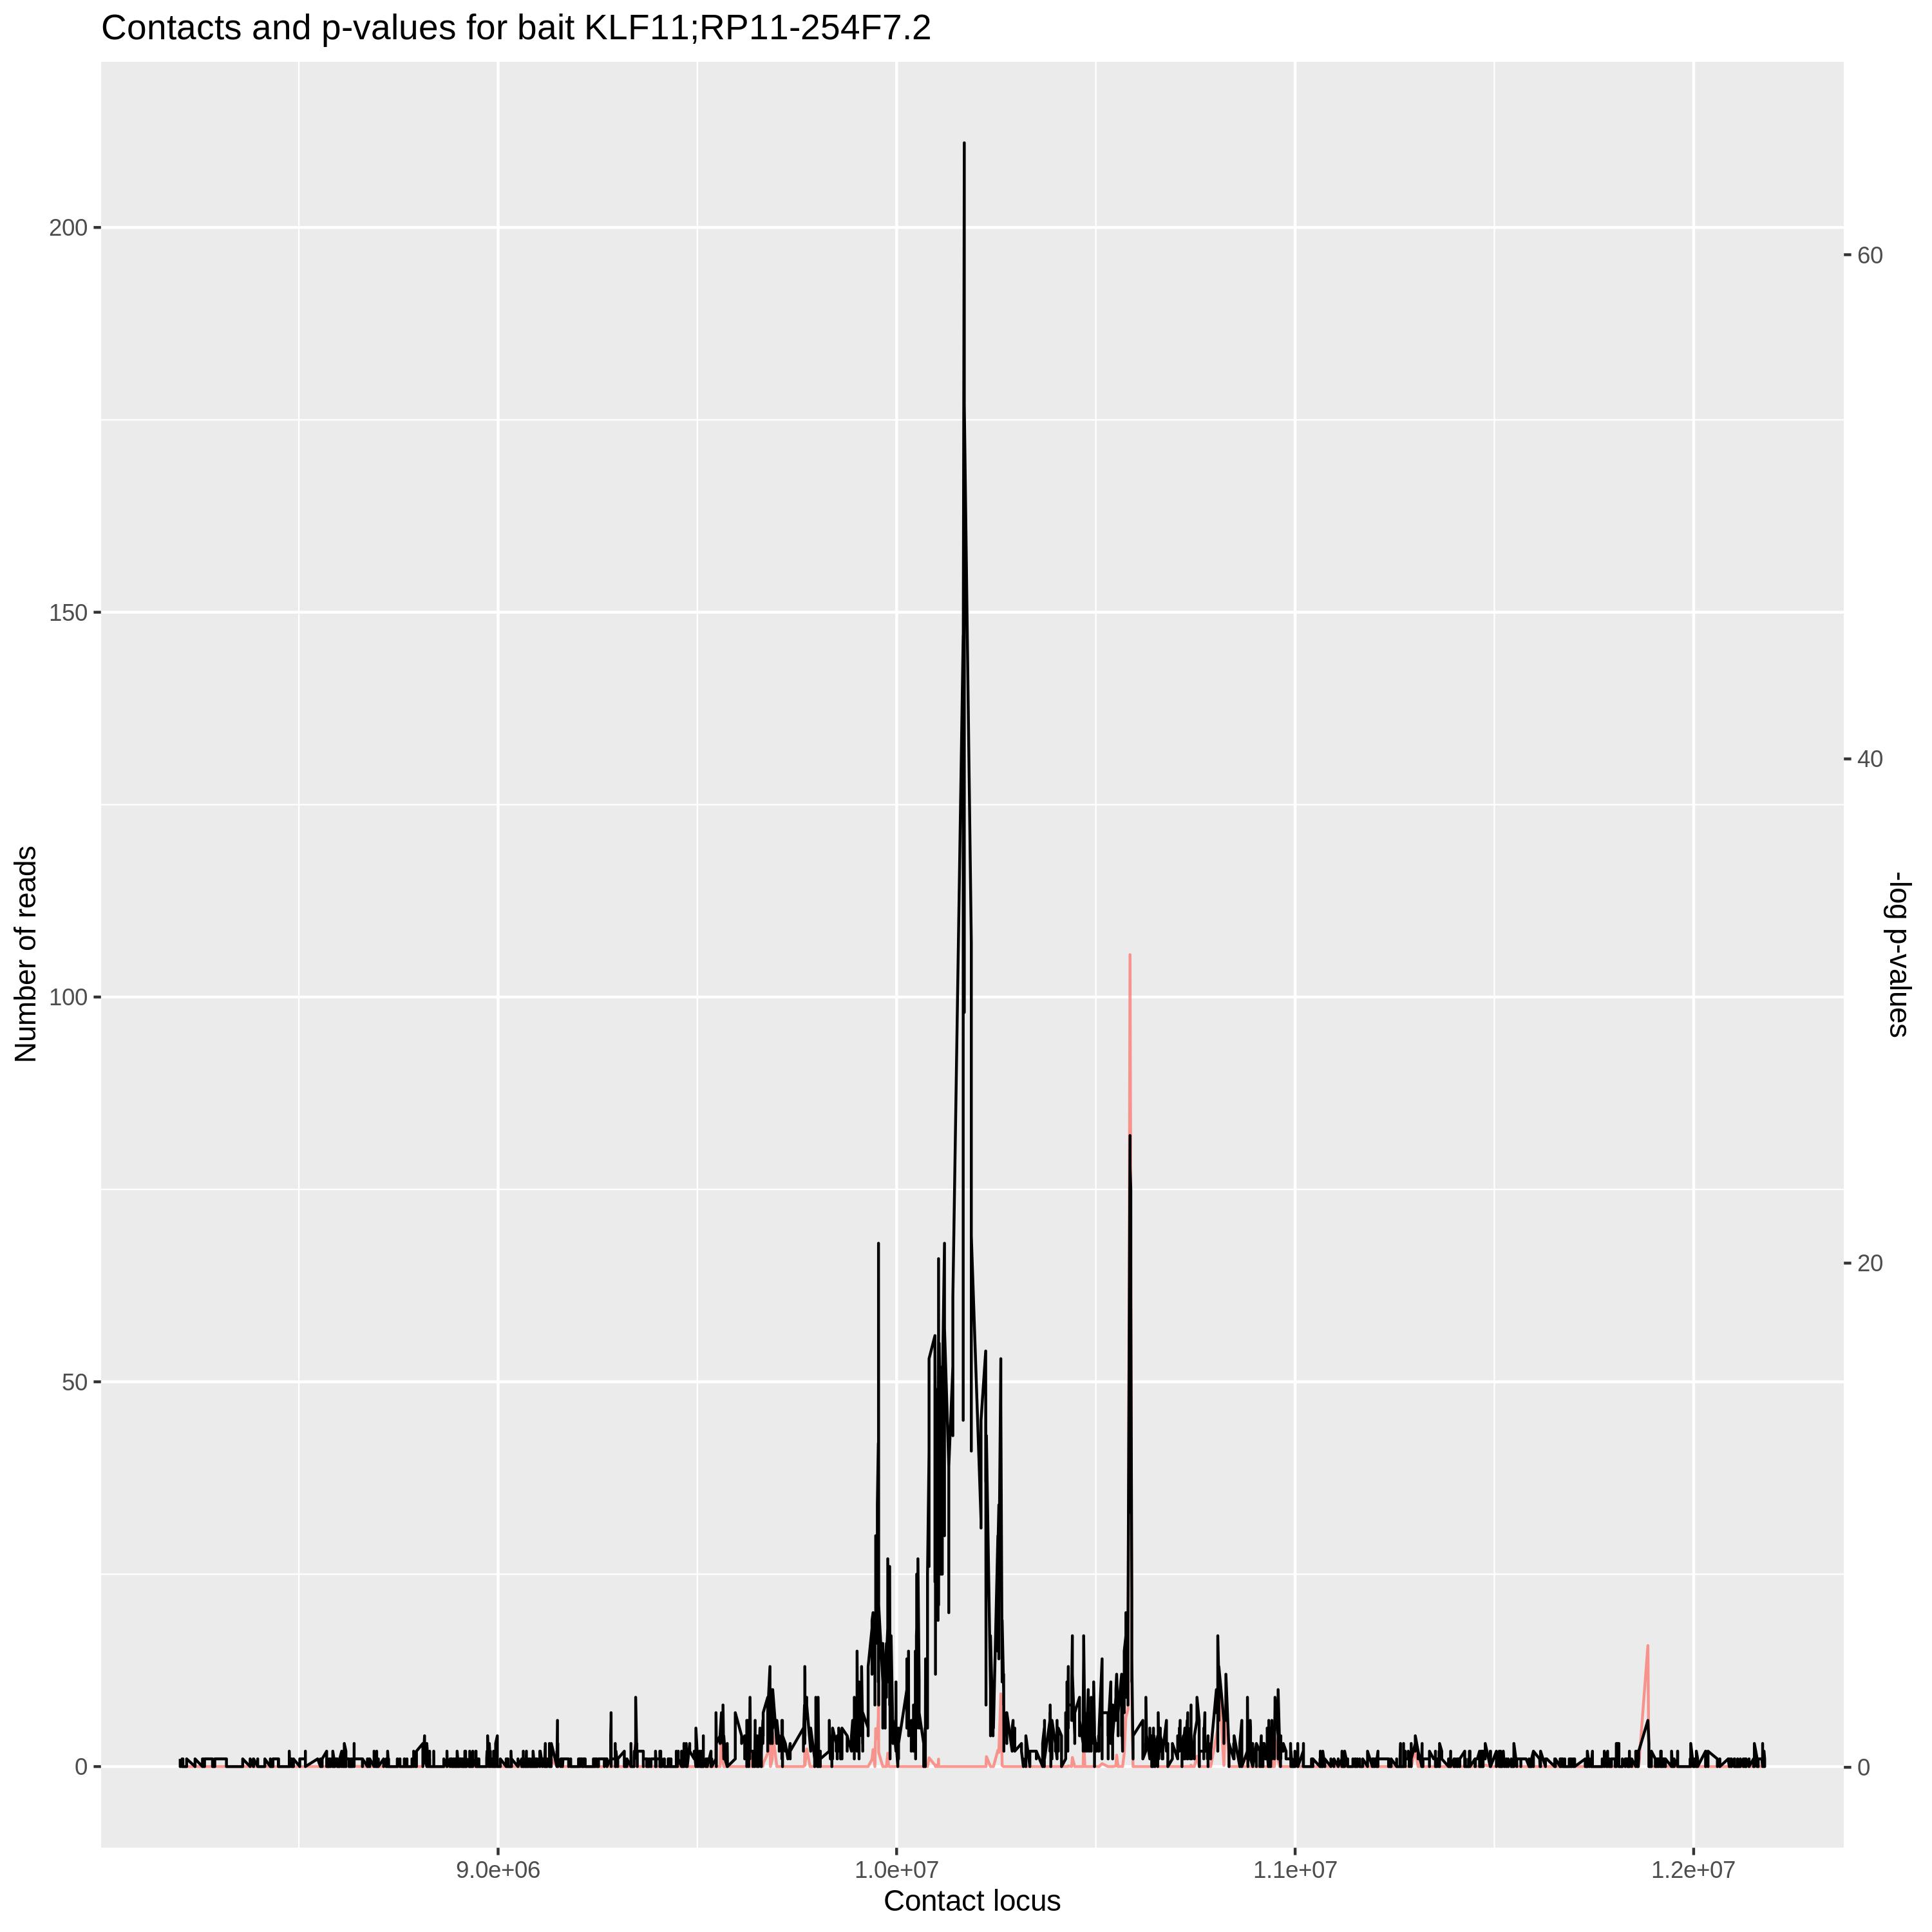 Contacts and p-values for bait KLF11;RP11-254F7.2
200
150
100
50
0
Number of reads
60
40
20
0
-log p-values
9.0e+06
1.0e+07
1.1e+07
1.2e+07
Contact locus